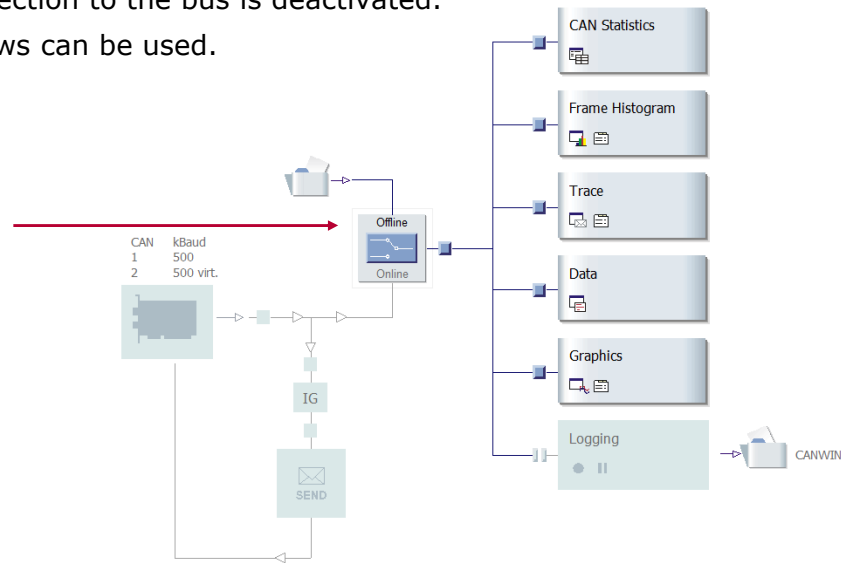 ection to the bus is deactivated.
ws can be used.
CAN Statistics
Frame Histogram
Trace
Data
Graphics
Logging
CANWIN
Offline
Online
CAN kBaud
1 500
2 500 virt.
IG
SEND